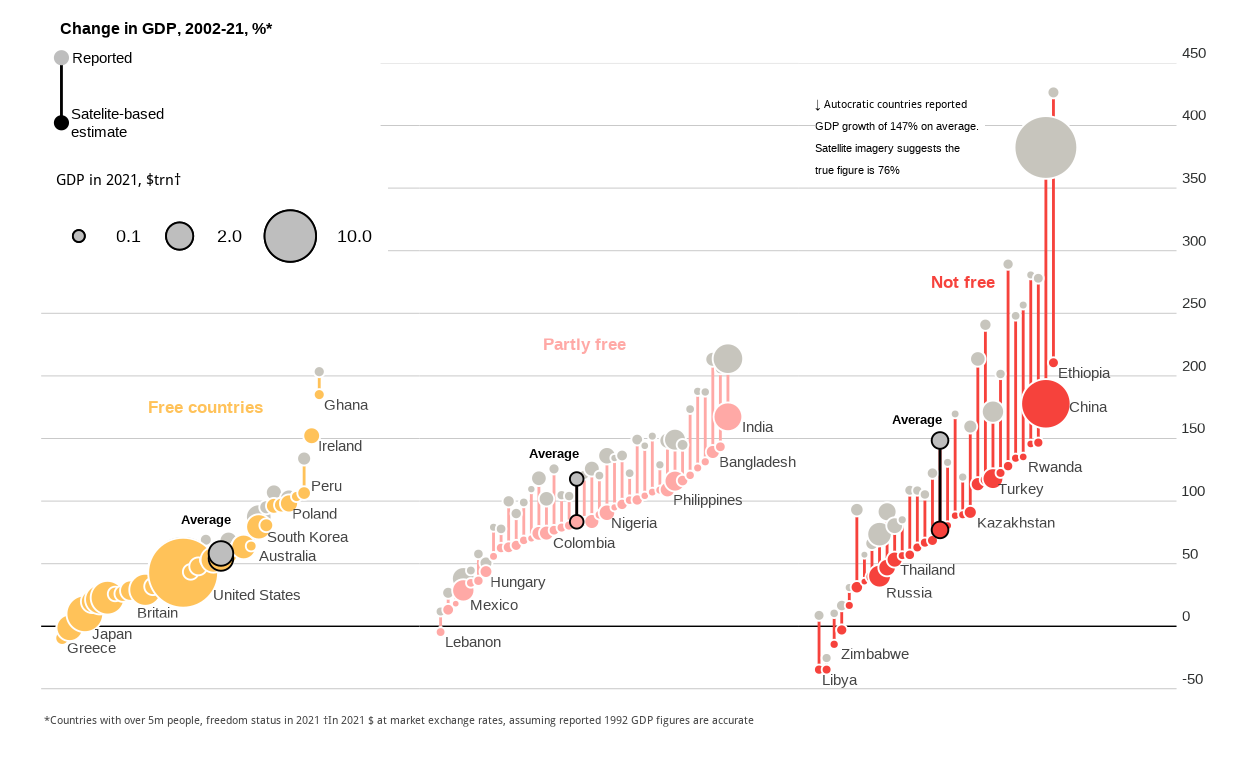 Change in GDP, 2002-21, %*
Reported
Satelite-based
estimate
GDP in 2021, $trn†
0.1
2.0
10.0
450
400
350
300
250
200
150
100
50
0
-50
↓ Autocratic countries reported
GDP growth of 147% on average.
Satellite imagery suggests the
true figure is 76%
Free countries
Ghana
Ireland
Peru
Poland
Average
South Korea
Australia
United States
Britain
Japan
Greece
Partly free
India
Average
Bangladesh
Philippines
Nigeria
Colombia
Hungary
Mexico
Lebanon
Not free
Ethiopia
China
Average
Rwanda
Turkey
Kazakhstan
Thailand
Russia
Zimbabwe
Libya
*Countries with over 5m people, freedom status in 2021 †In 2021 $ at market exchange rates, assuming reported 1992 GDP figures are accurate